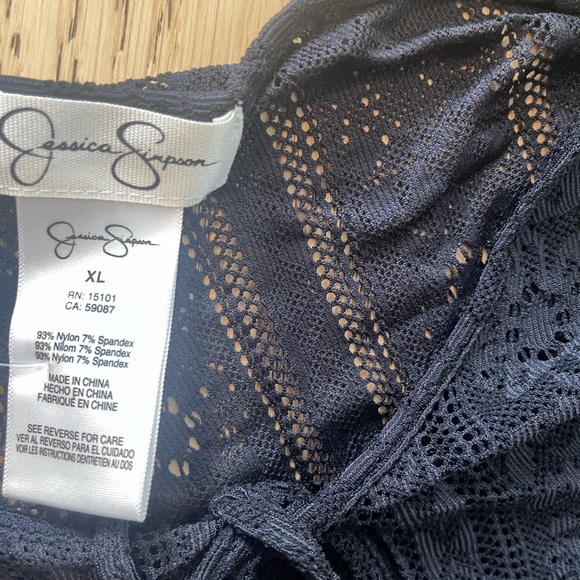 Jessica Simpson
Jessica Simpson
XL
RN: 15101
CA: 59087
93% Nylon 7% Spandex
93% Nilom 7% Spandex
93% Nylon 7% Spandex
MADE IN CHINA
HECHO EN CHINA
FABRIQUÉ EN CHINE
SEE REVERSE FOR CARE
VER AL REVERSO PARA EL CUIDADO
VOIR LES INSTRUCTIONS D'ENTRETIEN AU DOS